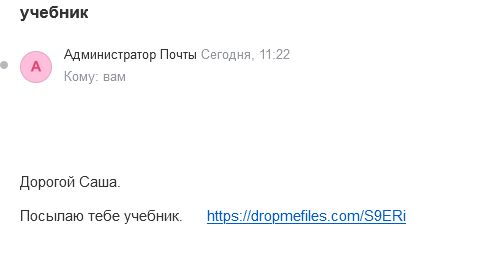 учебник
А
Администратор Почты Сегодня, 11:22
Кому: вам
Дорогой Саша.
Посылаю тебе учебник. https://dropmefiles.com/S9ERi